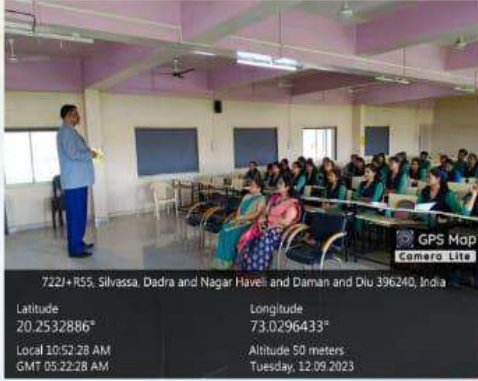 GPS Map
Camera Lite
722J+R5S, Silvassa, Dadra and Nagar Haveli and Daman and Diu 396240, India
Latitude
20.2532886°
Longitude
73.0296433°
Local 10:52:28 AM
GMT 05:22:28 AM
Altitude 50 meters
Tuesday, 12.09.2023